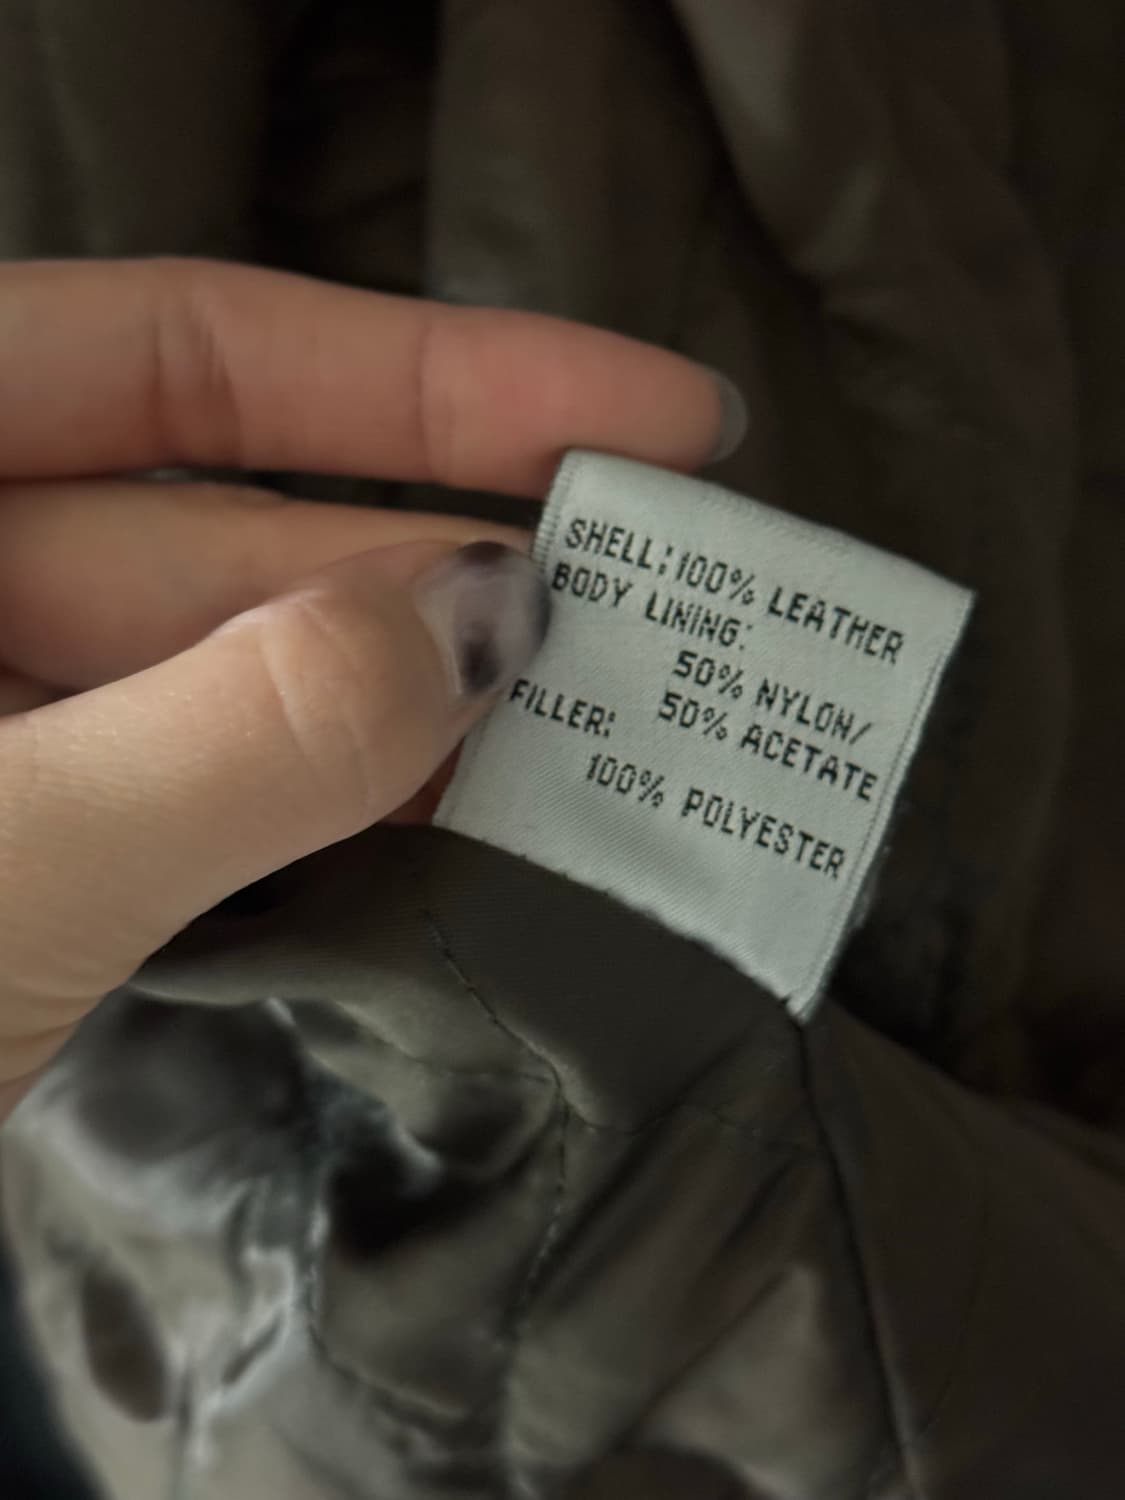 SHELL: 100% LEATHER
BODY LINING:
50% NYLON/
50% ACETATE
FILLER:
100% POLYESTER